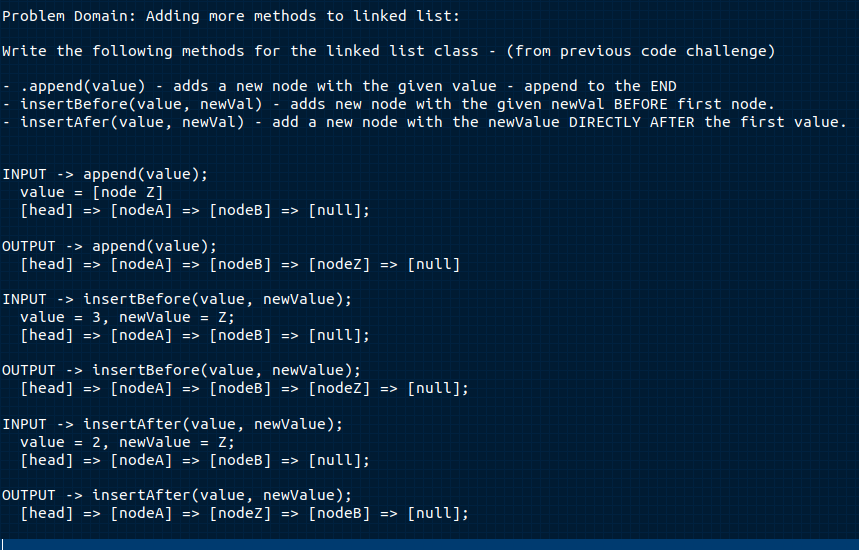 Problem Domain: Adding more methods to linked list:
Write the following methods for the linked list class - (from previous code challenge)
- .append(value) - adds a new node with the given value - append to the END
- insertBefore(value, newVal) - adds new node with the given newVal BEFORE first node.
- insertAfer(value, newVal) - add a new node with the newValue DIRECTLY AFTER the first value.
INPUT -> append(value);
value = [node Z]
[head] => [nodeA] => [nodeB] => [null];
OUTPUT -> append(value);
[head] => [nodeA] => [nodeB] => [nodeZ] => [null]
INPUT -> insertBefore(value, newValue);
value = 3, newValue = Z;
[head] => [nodeA] => [nodeB] => [null];
OUTPUT -> insertBefore(value, newValue);
[head] => [nodeA] => [nodeB] => [nodeZ] => [null];
INPUT -> insertAfter(value, newValue);
value = 2, newValue = Z;
[head] => [nodeA] => [nodeB] => [null];
OUTPUT -> insertAfter(value, newValue);
[head] => [nodeA] => [nodeZ] => [nodeB] => [null];